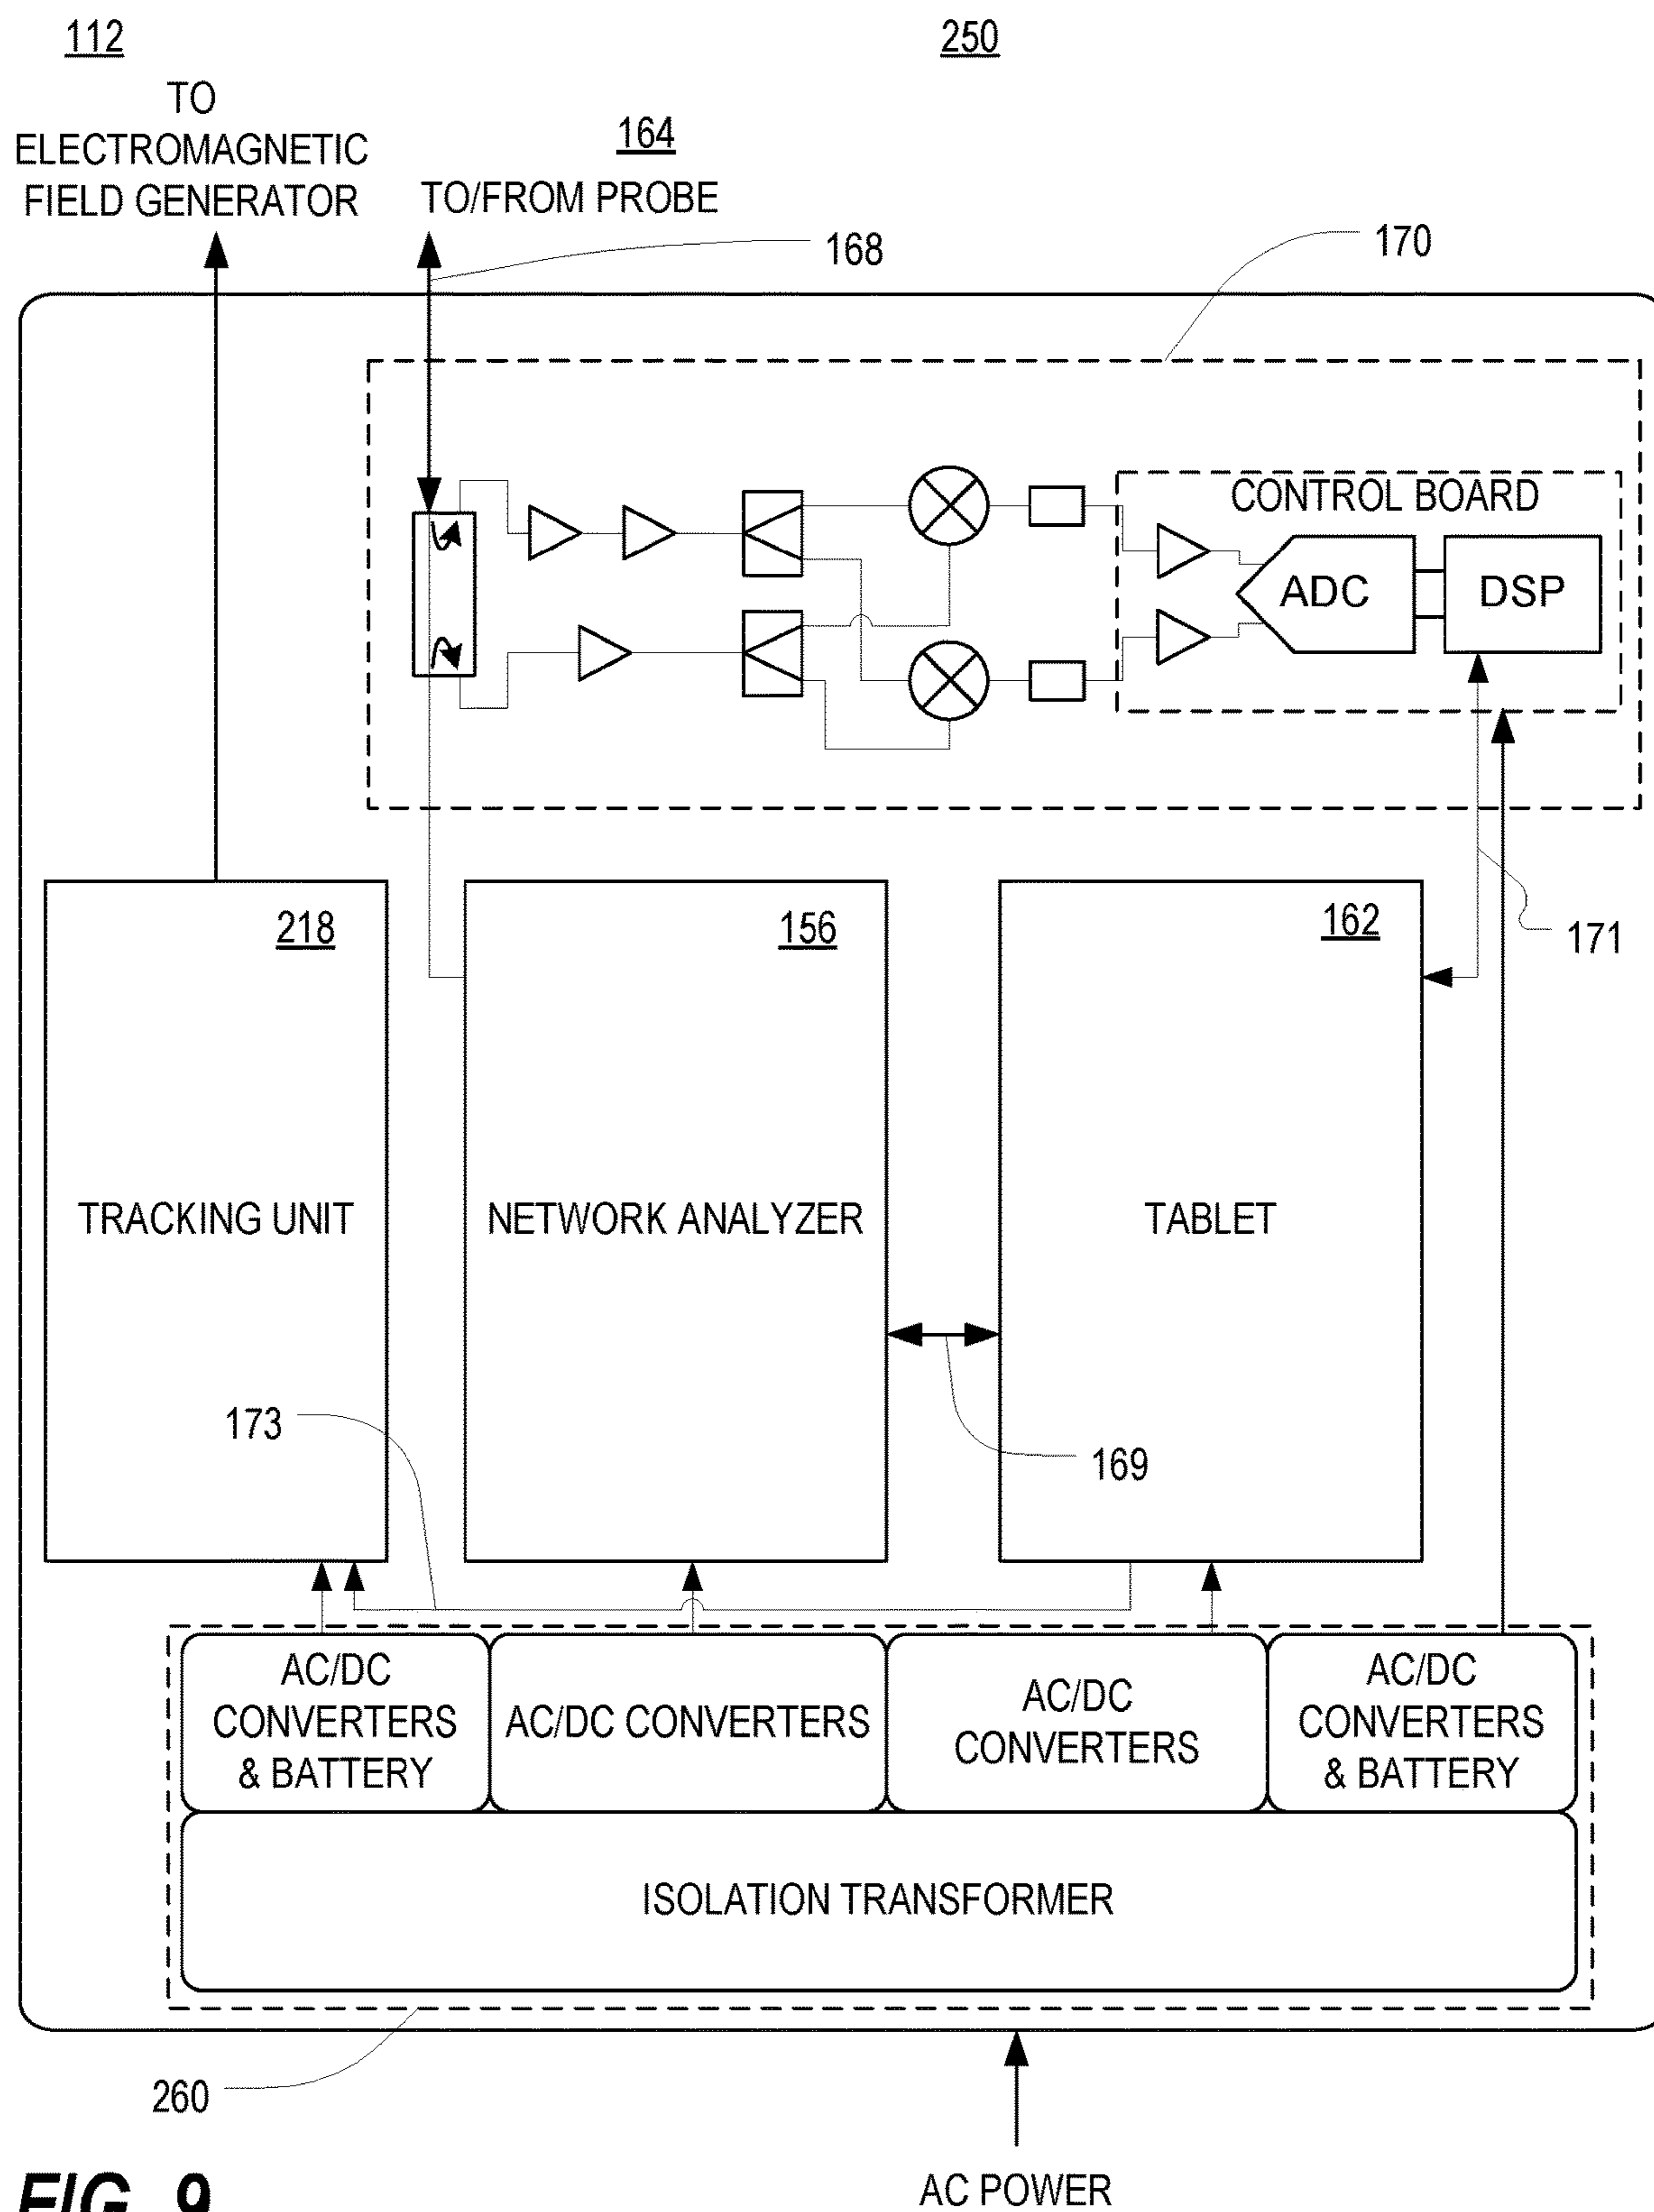 112
250
TO
ELECTROMAGNETIC
FIELD GENERATOR
164
TO/FROM PROBE
168
170
CONTROL BOARD
ADC
DSP
171
218
TRACKING UNIT
156
NETWORK ANALYZER
162
TABLET
173
169
AC/DC
CONVERTERS
& BATTERY
AC/DC CONVERTERS
AC/DC
CONVERTERS
AC/DC
CONVERTERS
& BATTERY
ISOLATION TRANSFORMER
260
AC POWER
FIG. 9